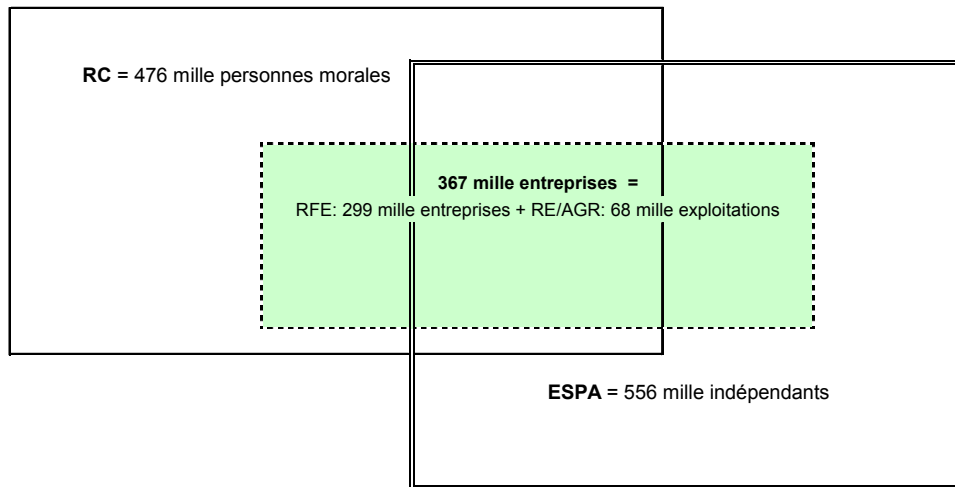 RC = 476 mille personnes morales
367 mille entreprises =
RFE: 299 mille entreprises + RE/AGR: 68 mille exploitations
ESPA = 556 mille indépendants